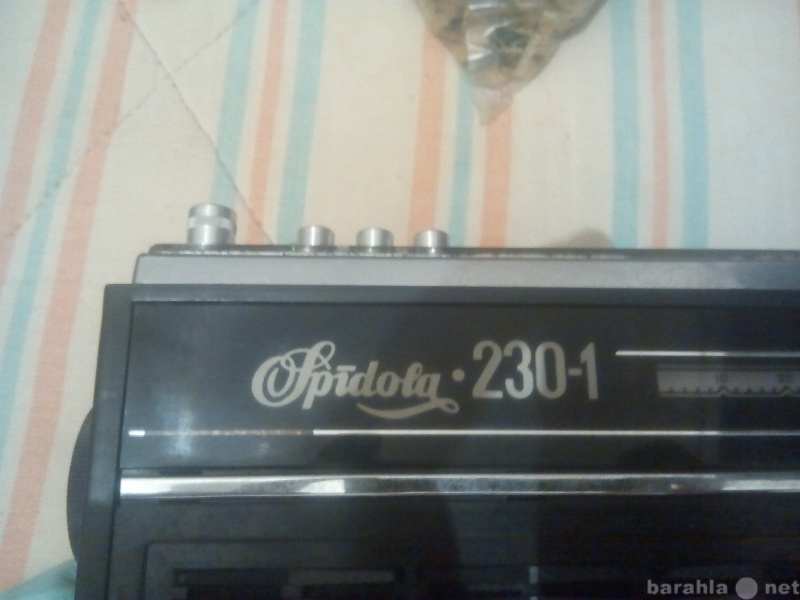 Spīdola · 230-1
barahla net